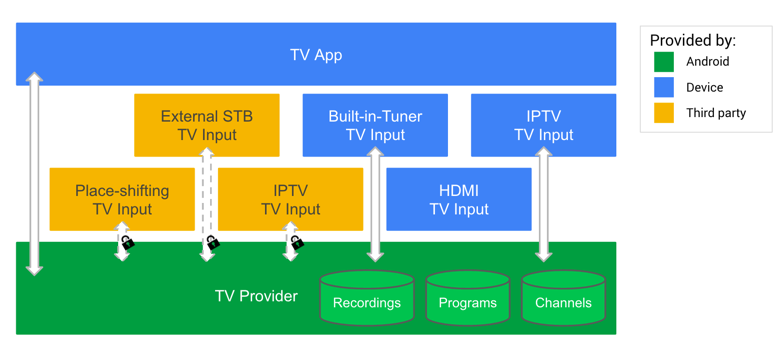 TV App
Provided by:
Android
Device
Third party
External STB
TV Input
Built-in-Tuner
TV Input
IPTV
TV Input
Place-shifting
TV Input
IPTV
TV Input
HDMI
TV Input
TV Provider
Recordings
Programs
Channels